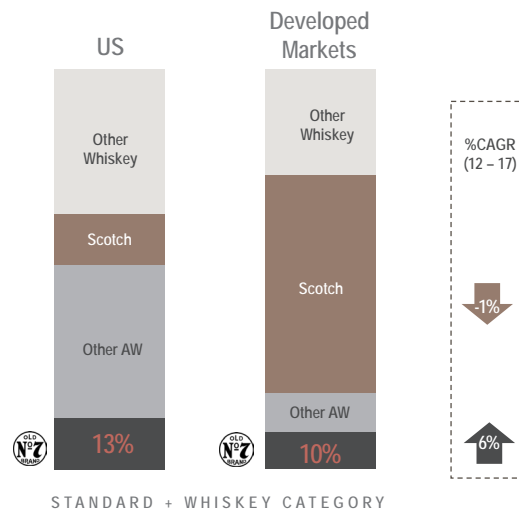 US
Developed
Markets
Other
Whiskey
Scotch
Other AW
13%
Other
Whiskey
Scotch
Other AW
10%
OLD
Nº7
BRAND
OLD
Nº7
BRAND
%CAGR
(12 – 17)
-1%
6%
STANDARD + WHISKEY CATEGORY